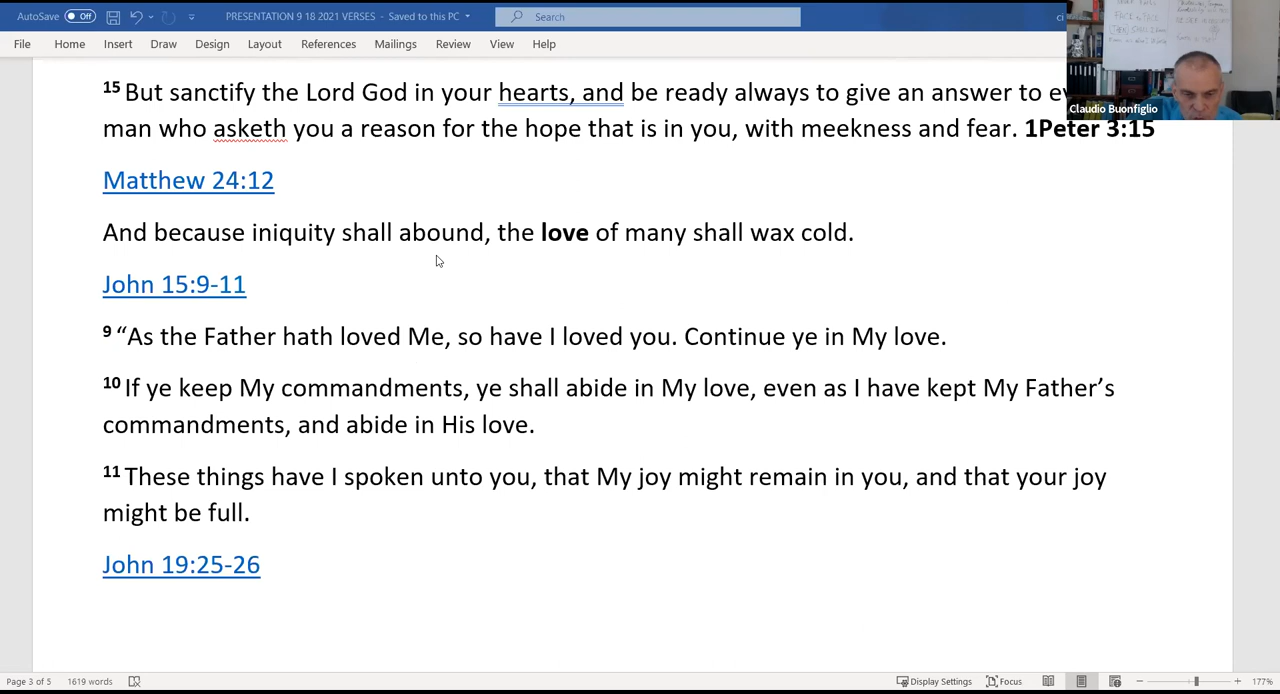 AutoSave Off PRESENTATION 9 18 2021 VERSES - Saved to this PC Search
File Home Insert Draw Design Layout References Mailings Review View Help
Claudio Buonfiglio
15 But sanctify the Lord God in your hearts, and be ready always to give an answer to
man who asketh you a reason for the hope that is in you, with meekness and fear. 1Peter 3:15
Matthew 24:12
And because iniquity shall abound, the love of many shall wax cold.
John 15:9-11
9 “As the Father hath loved Me, so have I loved you. Continue ye in My love.
10 If ye keep My commandments, ye shall abide in My love, even as I have kept My Father’s
commandments, and abide in His love.
11 These things have I spoken unto you, that My joy might remain in you, and that your joy
might be full.
John 19:25-26
Page 3 of 5 1619 words Display Settings Focus 177%